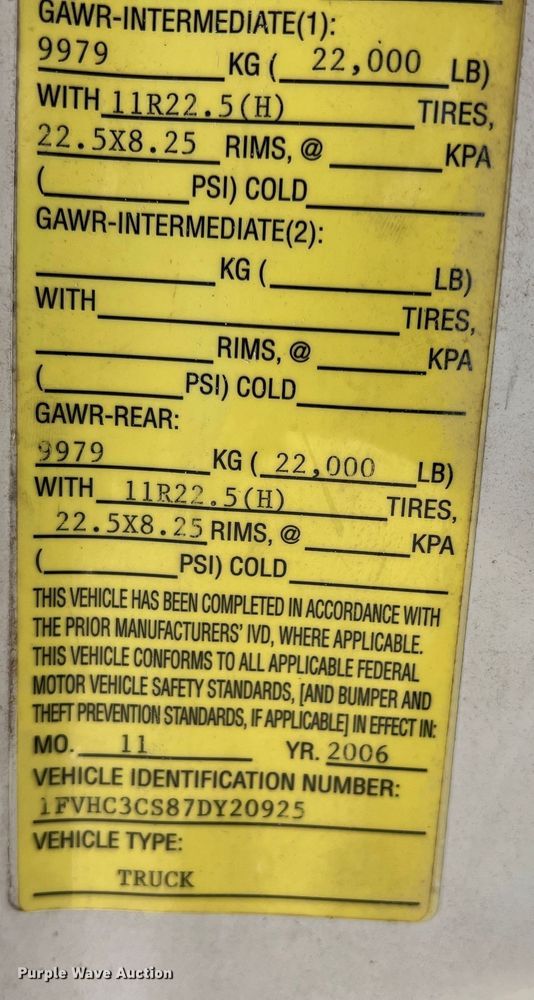 GAWR-INTERMEDIATE(1):
9979 KG ( 22,000 LB)
WITH 11R22.5(H) TIRES,
22.5X8.25 RIMS, @ KPA
( PSI) COLD
GAWR-INTERMEDIATE(2):
KG ( LB)
WITH TIRES,
RIMS, @ KPA
( PSI) COLD
GAWR-REAR:
9979 KG ( 22,000 LB)
WITH 11R22.5(H) TIRES,
22.5X8.25 RIMS, @ KPA
( PSI) COLD
THIS VEHICLE HAS BEEN COMPLETED IN ACCORDANCE WITH
THE PRIOR MANUFACTURERS' IVD, WHERE APPLICABLE.
THIS VEHICLE CONFORMS TO ALL APPLICABLE FEDERAL
MOTOR VEHICLE SAFETY STANDARDS, [AND BUMPER AND
THEFT PREVENTION STANDARDS, IF APPLICABLE] IN EFFECT IN:
MO. 11 YR. 2006
VEHICLE IDENTIFICATION NUMBER:
1FVHC3CS87DY20925
VEHICLE TYPE:
TRUCK
Purple Wave Auction